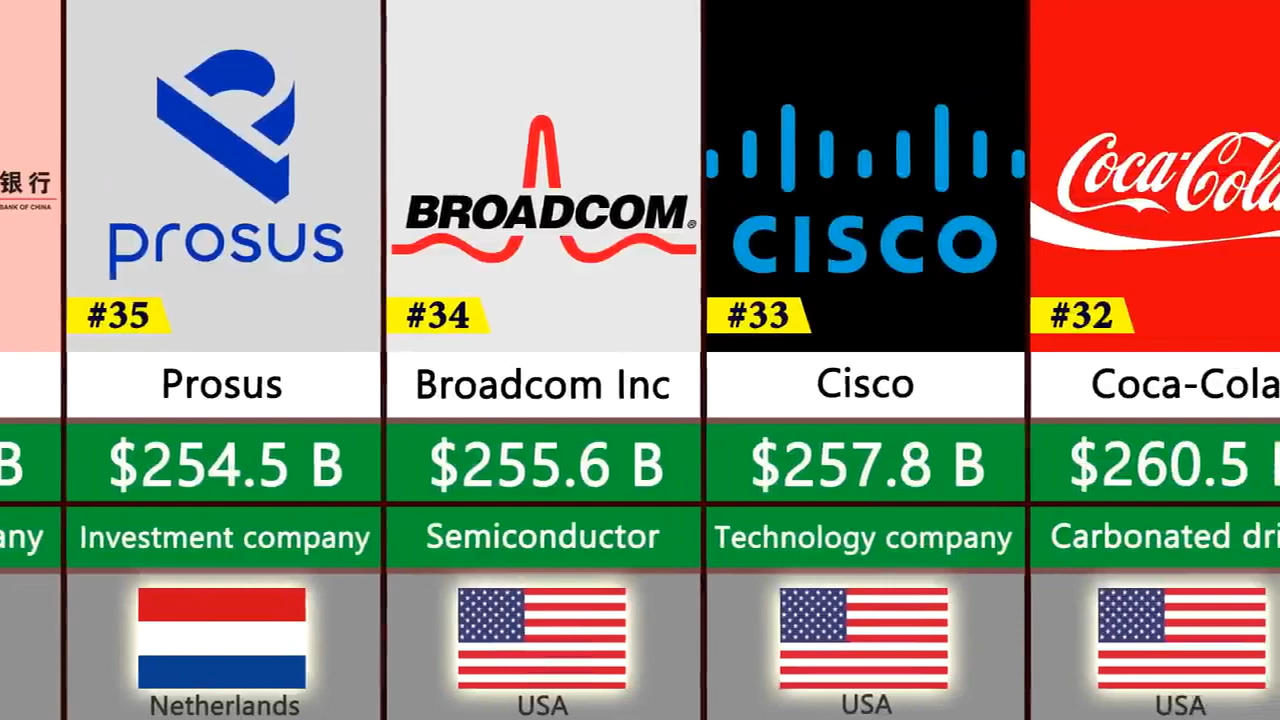 银行
BANK OF CHINA
B
any
prosus
#35
Prosus
$254.5 B
Investment company
Netherlands
BROADCOM®
#34
Broadcom Inc
$255.6 B
Semiconductor
USA
CISCO
#33
Cisco
$257.8 B
Technology company
USA
Coca-Cola
#32
Coca-Cola
$260.5
Carbonated dri
USA